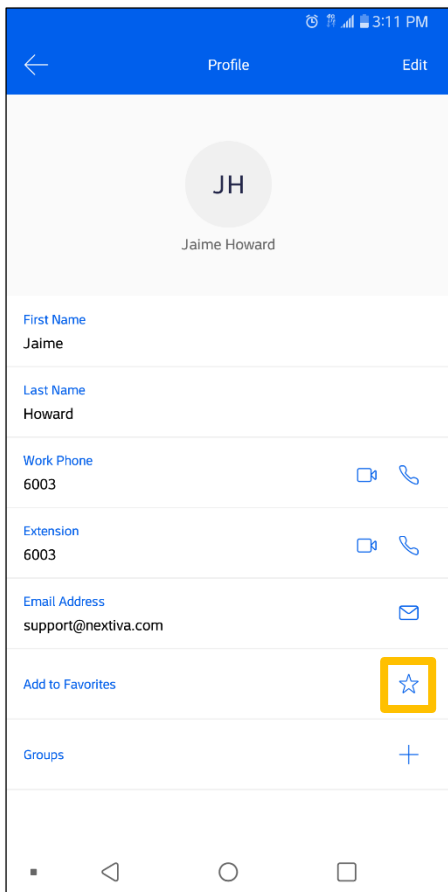 3:11 PM
Profile
Edit
JH
Jaime Howard
First Name
Jaime
Last Name
Howard
Work Phone
6003
Extension
6003
Email Address
support@nextiva.com
Add to Favorites
Groups